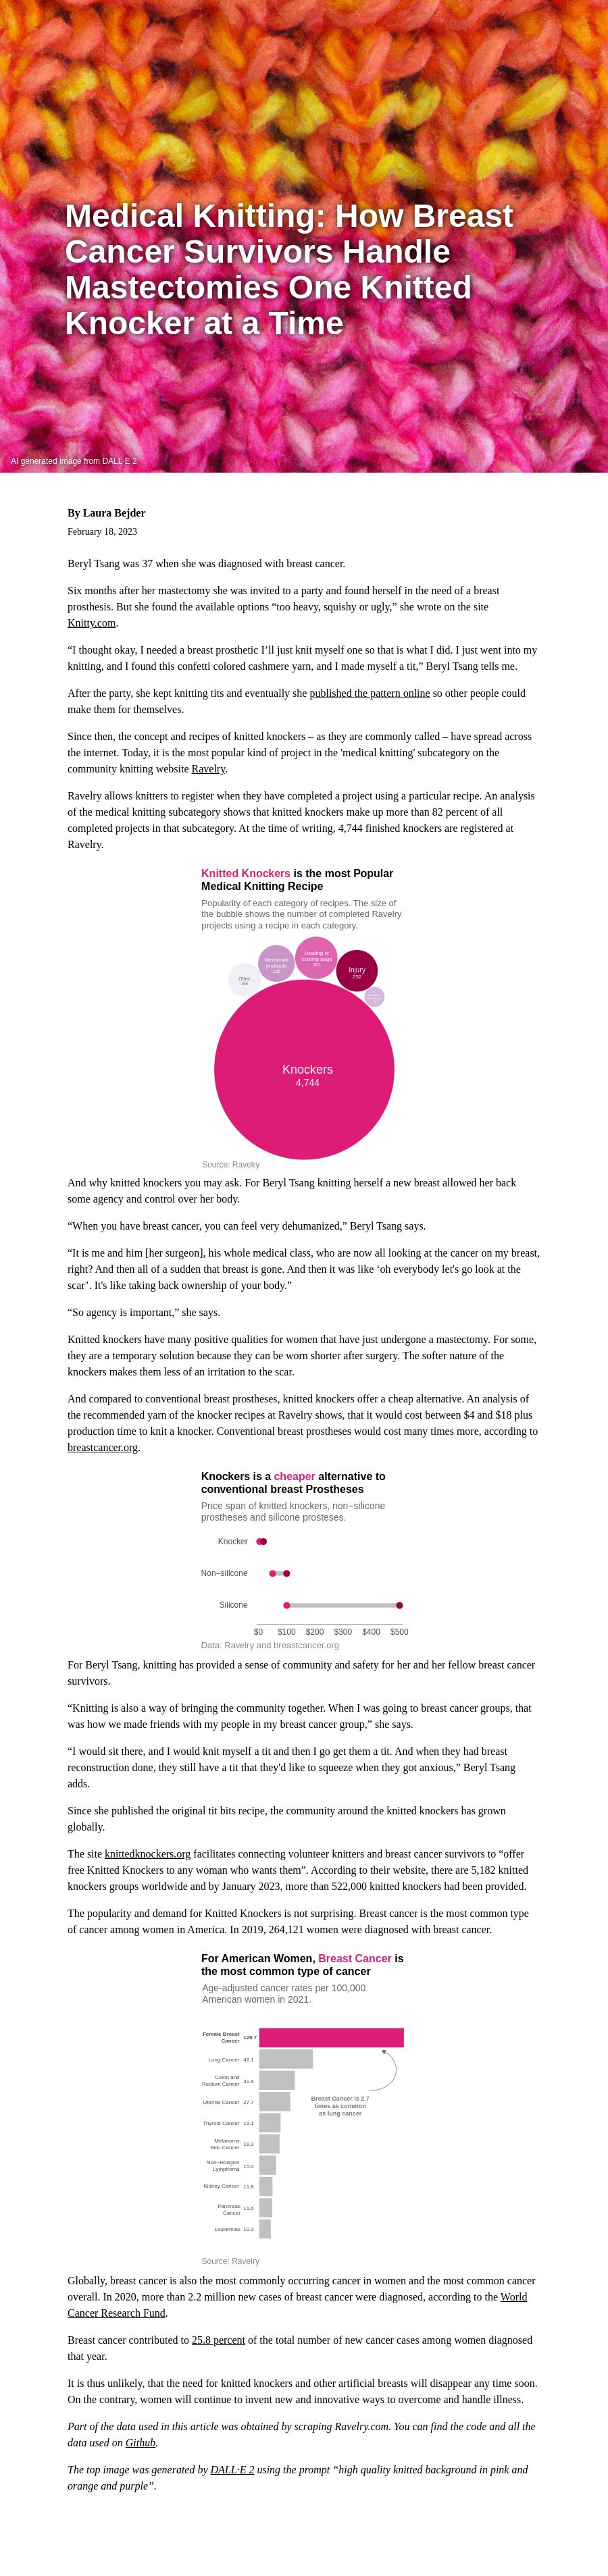 Medical Knitting: How Breast
Cancer Survivors Handle
Mastectomies One Knitted
Knocker at a Time
AI generated image from DALL·E 2
By Laura Bejder
February 18, 2023
Beryl Tsang was 37 when she was diagnosed with breast cancer.
Six months after her mastectomy she was invited to a party and found herself in the need of a breast
prosthesis. But she found the available options “too heavy, squishy or ugly,” she wrote on the site
Knitty.com.
“I thought okay, I needed a breast prosthetic I’ll just knit myself one so that is what I did. I just went into my
knitting, and I found this confetti colored cashmere yarn, and I made myself a tit,” Beryl Tsang tells me.
After the party, she kept knitting tits and eventually she published the pattern online so other people could
make them for themselves.
Since then, the concept and recipes of knitted knockers – as they are commonly called – have spread across
the internet. Today, it is the most popular kind of project in the 'medical knitting' subcategory on the
community knitting website Ravelry.
Ravelry allows knitters to register when they have completed a project using a particular recipe. An analysis
of the medical knitting subcategory shows that knitted knockers make up more than 82 percent of all
completed projects in that subcategory. At the time of writing, 4,744 finished knockers are registered at
Ravelry.
Knitted Knockers is the most Popular
Medical Knitting Recipe
Popularity of each category of recipes. The size of
the bubble shows the number of completed Ravelry
projects using a recipe in each category.
Other
Menstrual
products
Heating or
cooling bags
Injury
252
Knockers
4,744
Source: Ravelry
And why knitted knockers you may ask. For Beryl Tsang knitting herself a new breast allowed her back
some agency and control over her body.
“When you have breast cancer, you can feel very dehumanized,” Beryl Tsang says.
“It is me and him [her surgeon], his whole medical class, who are now all looking at the cancer on my breast,
right? And then all of a sudden that breast is gone. And then it was like ‘oh everybody let's go look at the
scar’. It's like taking back ownership of your body.”
“So agency is important,” she says.
Knitted knockers have many positive qualities for women that have just undergone a mastectomy. For some,
they are a temporary solution because they can be worn shorter after surgery. The softer nature of the
knockers makes them less of an irritation to the scar.
And compared to conventional breast prostheses, knitted knockers offer a cheap alternative. An analysis of
the recommended yarn of the knocker recipes at Ravelry shows, that it would cost between $4 and $18 plus
production time to knit a knocker. Conventional breast prostheses would cost many times more, according to
breastcancer.org.
Knockers is a cheaper alternative to
conventional breast Prostheses
Price span of knitted knockers, non−silicone
prostheses and silicone prosteses.
Knocker
Non−silicone
Silicone
$0 $100 $200 $300 $400 $500
Data: Ravelry and breastcancer.org
For Beryl Tsang, knitting has provided a sense of community and safety for her and her fellow breast cancer
survivors.
“Knitting is also a way of bringing the community together. When I was going to breast cancer groups, that
was how we made friends with my people in my breast cancer group,” she says.
“I would sit there, and I would knit myself a tit and then I go get them a tit. And when they had breast
reconstruction done, they still have a tit that they'd like to squeeze when they got anxious,” Beryl Tsang
adds.
Since she published the original tit bits recipe, the community around the knitted knockers has grown
globally.
The site knittedknockers.org facilitates connecting volunteer knitters and breast cancer survivors to “offer
free Knitted Knockers to any woman who wants them”. According to their website, there are 5,182 knitted
knockers groups worldwide and by January 2023, more than 522,000 knitted knockers had been provided.
The popularity and demand for Knitted Knockers is not surprising. Breast cancer is the most common type
of cancer among women in America. In 2019, 264,121 women were diagnosed with breast cancer.
For American Women, Breast Cancer is
the most common type of cancer
Age-adjusted cancer rates per 100,000
American women in 2021.
Female Breast
Cancer 129.7
Lung Cancer 48.1
Colon and
Rectum Cancer 31.8
Uterine Cancer 27.7
Breast Cancer is 2.7
times as common
as lung cancer
Thyroid Cancer 19.1
Melanoma
Skin Cancer 18.2
Non−Hodgkin
Lymphoma 15.0
Kidney Cancer 11.8
Pancreas
Cancer 11.6
Leukemias 10.3
Source: Ravelry
Globally, breast cancer is also the most commonly occurring cancer in women and the most common cancer
overall. In 2020, more than 2.2 million new cases of breast cancer were diagnosed, according to the World
Cancer Research Fund.
Breast cancer contributed to 25.8 percent of the total number of new cancer cases among women diagnosed
that year.
It is thus unlikely, that the need for knitted knockers and other artificial breasts will disappear any time soon.
On the contrary, women will continue to invent new and innovative ways to overcome and handle illness.
Part of the data used in this article was obtained by scraping Ravelry.com. You can find the code and all the
data used on Github.
The top image was generated by DALL·E 2 using the prompt “high quality knitted background in pink and
orange and purple”.